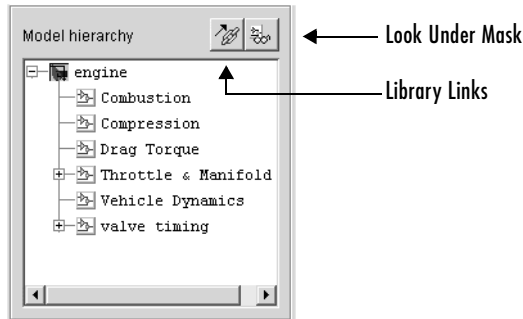 Model hierarchy
Look Under Mask
Library Links
engine
Combustion
Compression
Drag Torque
Throttle & Manifold
Vehicle Dynamics
valve timing